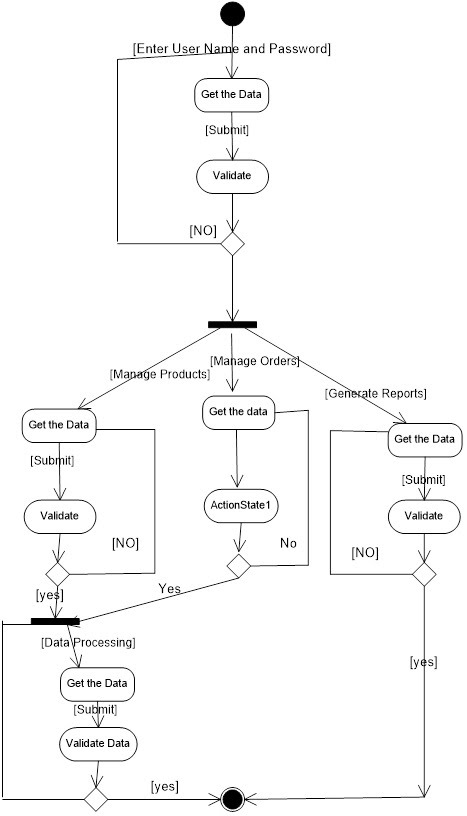 [Enter User Name and Password]
Get the Data
[Submit]
Validate
[NO]
[Manage Products]
[Manage Orders]
[Generate Reports]
Get the Data
Get the data
Get the Data
[Submit]
[Submit]
Validate
ActionState1
Validate
[NO]
No
[NO]
[yes]
Yes
[Data Processing]
[yes]
Get the Data
[Submit]
Validate Data
[yes]